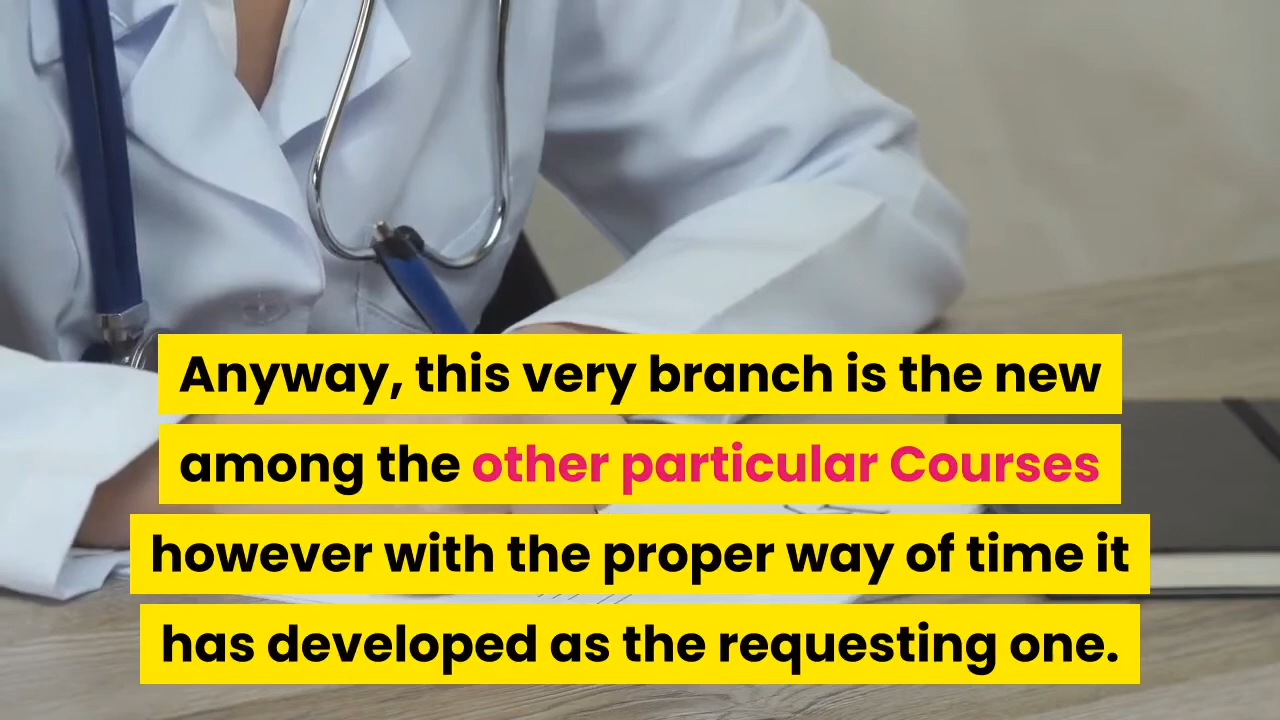 Anyway, this very branch is the new
among the other particular Courses
however with the proper way of time it
has developed as the requesting one.